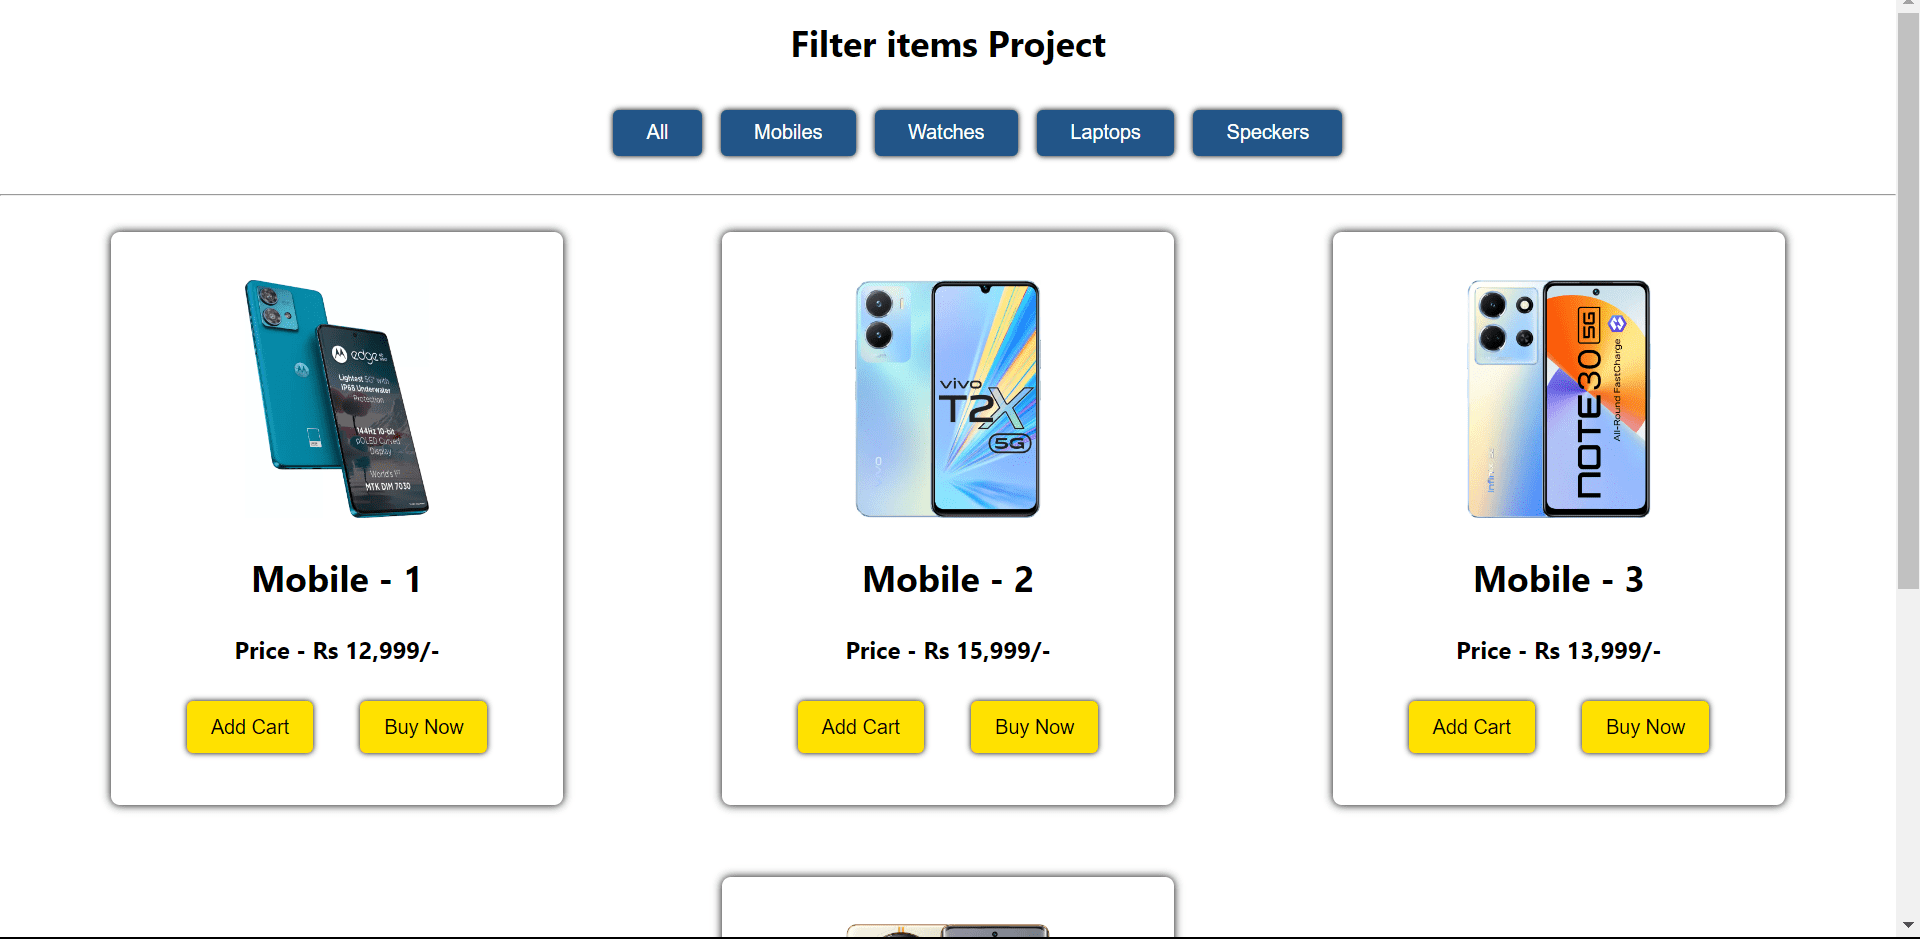 Filter items Project
All Mobiles Watches Laptops Speckers
edge
Lightest 5G with
IP68 Underwater
Protection
144Hz 10-bit
pOLED Curved
Display
World's 1st
MTK DIM 7030
vivo
T2X
5G
vivo
NOTE30 5G
All-Round FastCharge
Infinix
Mobile - 1
Mobile - 2
Mobile - 3
Price - Rs 12,999/-
Price - Rs 15,999/-
Price - Rs 13,999/-
Add Cart Buy Now
Add Cart Buy Now
Add Cart Buy Now